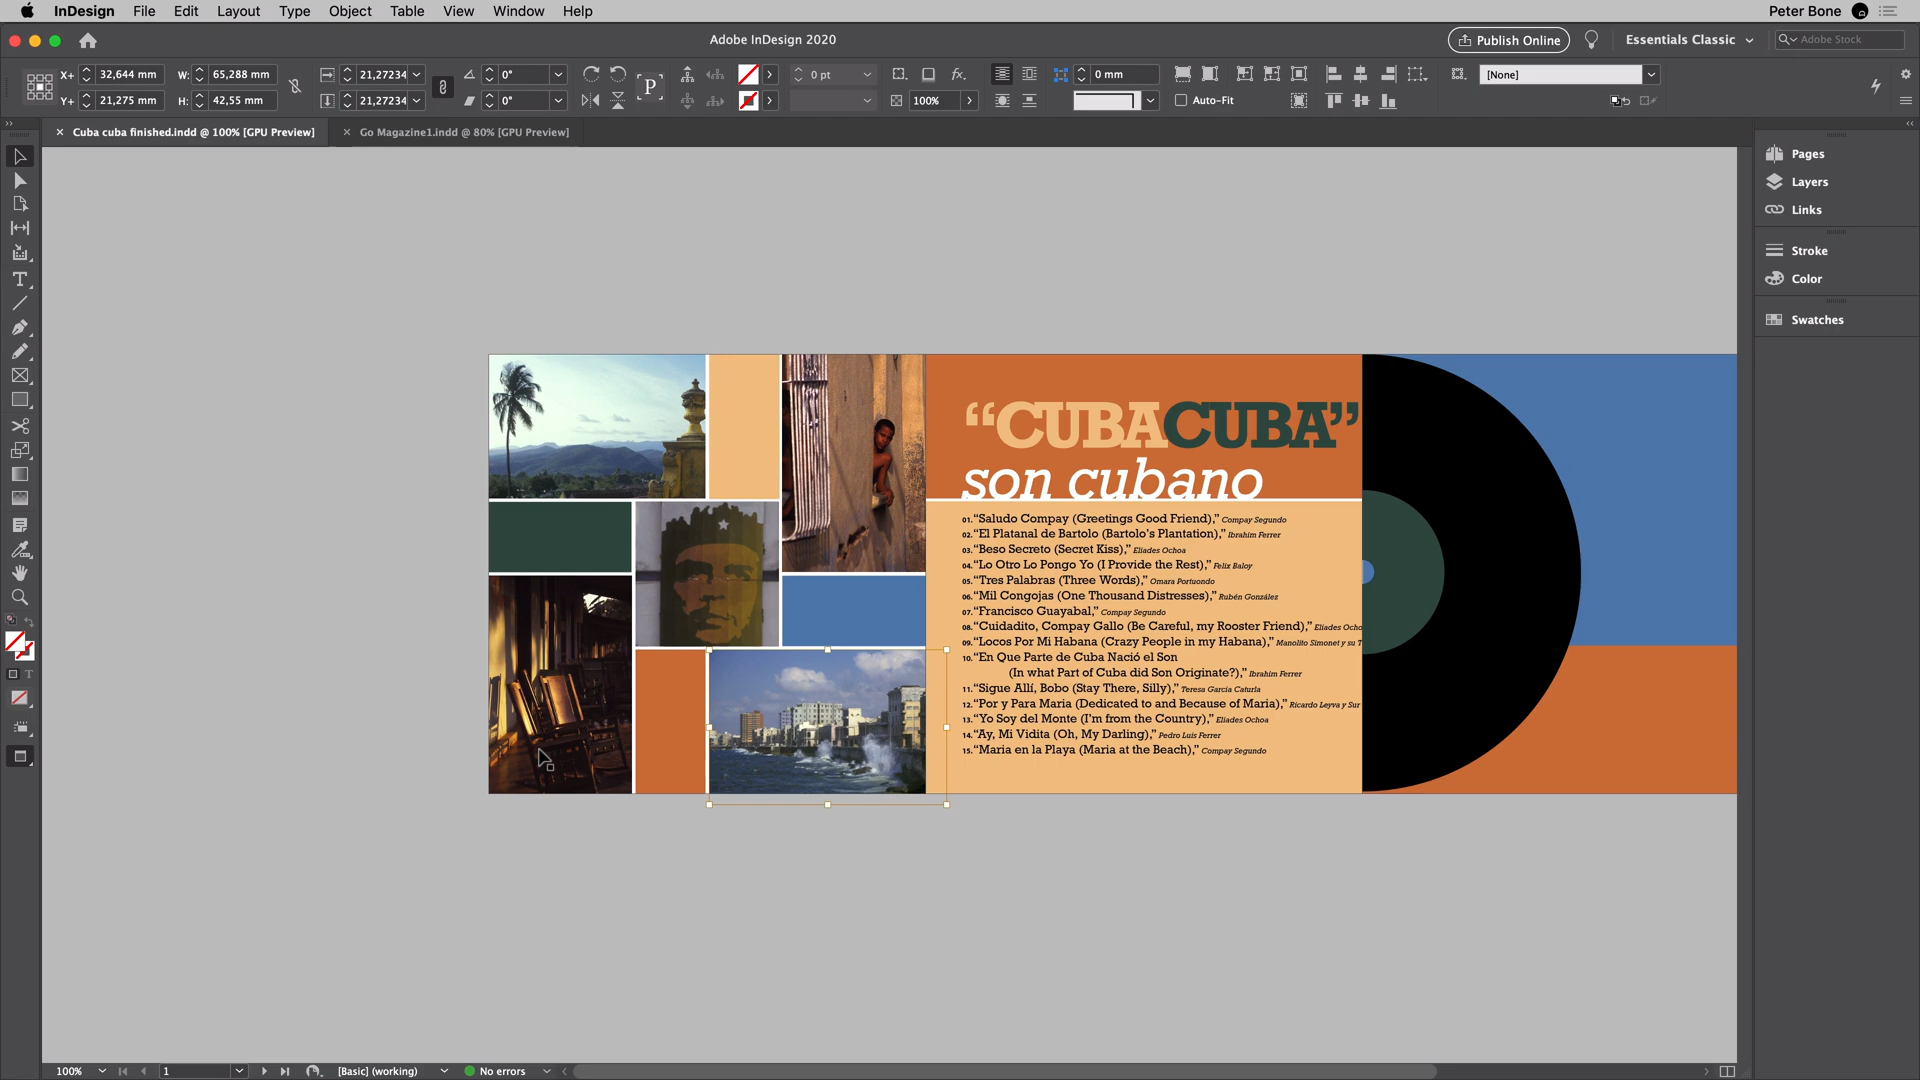 InDesign File Edit Layout Type Object Table View Window Help Peter Bone
Adobe InDesign 2020 Publish Online Essentials Classic Adobe Stock
X+ 32,644 mm W: 65,288 mm 21,27234 0° P 0 pt fx. 0 mm [None]
Y+ 21,275 mm H: 42,55 mm 21,27234 0° 100% Auto-Fit
Cuba cuba finished.indd @ 100% [GPU Preview] Go Magazine1.indd @ 80% [GPU Preview]
Pages
Layers
Links
Stroke
Color
Swatches
“CUBACUBA”
son cubano
01. “Saludo Compay (Greetings Good Friend),” Compay Segundo
02. “El Platanal de Bartolo (Bartolo’s Plantation),” Ibrahim Ferrer
03. “Beso Secreto (Secret Kiss),” Eliades Ochoa
04. “Lo Otro Lo Pongo Yo (I Provide the Rest),” Felix Baloy
05. “Tres Palabras (Three Words),” Omara Portuondo
06. “Mil Congojas (One Thousand Distresses),” Rubén González
07. “Francisco Guayabal,” Compay Segundo
08. “Cuidadito, Compay Gallo (Be Careful, my Rooster Friend),” Eliades Ocho
09. “Locos Por Mi Habana (Crazy People in my Habana),” Manolito Simonet y su T
10. “En Que Parte de Cuba Nació el Son
(In what Part of Cuba did Son Originate?),” Ibrahim Ferrer
11. “Sigue Allí, Bobo (Stay There, Silly),” Teresa García Caturla
12. “Por y Para Maria (Dedicated to and Because of Maria),” Ricardo Leyva y Sur
13. “Yo Soy del Monte (I’m from the Country),” Eliades Ochoa
14. “Ay, Mi Vidita (Oh, My Darling),” Pedro Luis Ferrer
15. “Maria en la Playa (Maria at the Beach),” Compay Segundo
100% 1 [Basic] (working) No errors